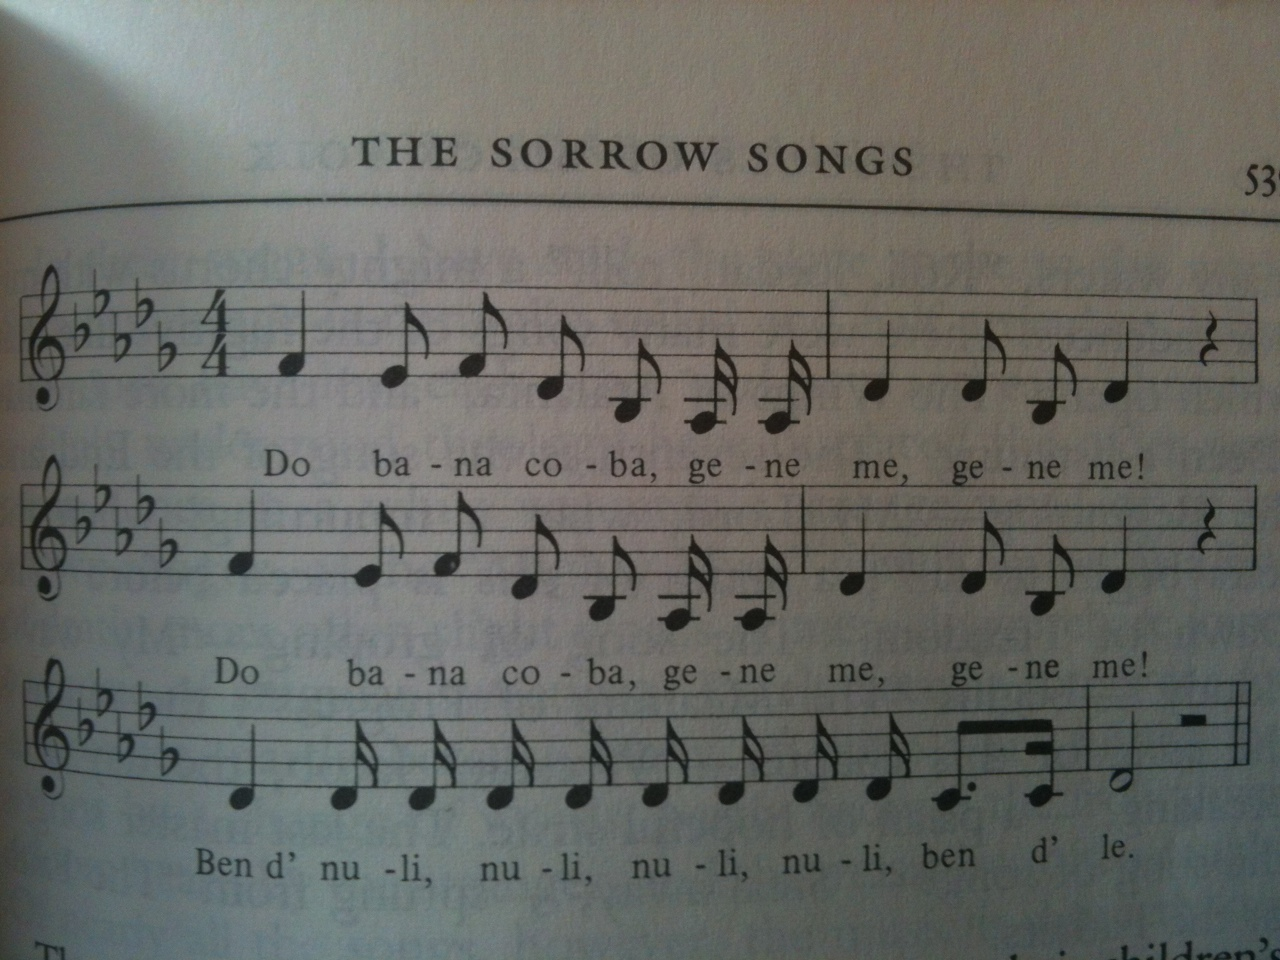 THE SORROW SONGS
4
4
Do ba - na co - ba, ge - ne me, ge - ne me!
Do ba - na co - ba, ge - ne me, ge - ne me!
Ben d' nu - li, nu - li, nu - li, nu - li, ben d' le.